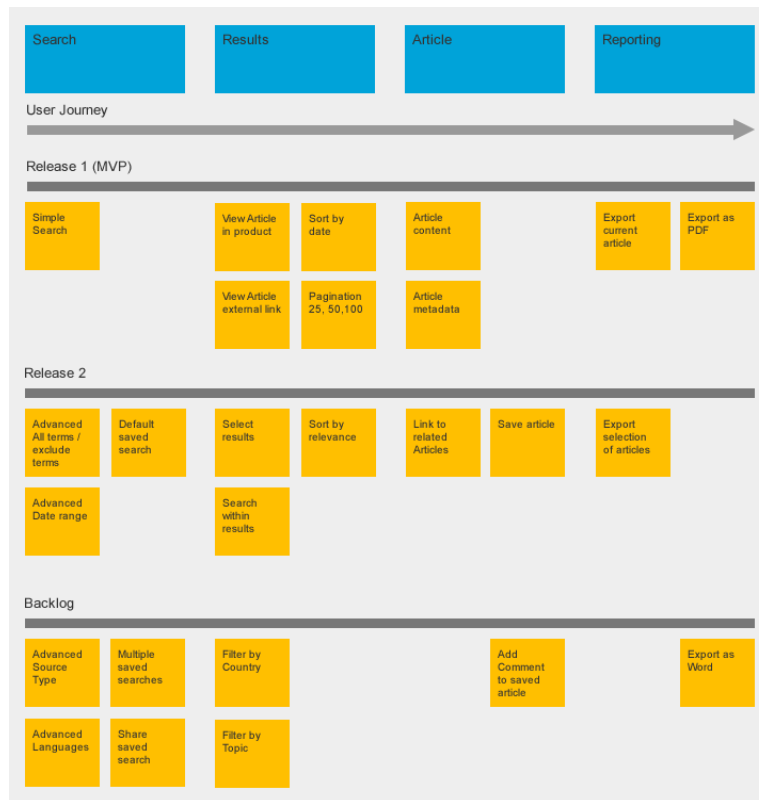 Search
Results
Article
Reporting
User Journey
Release 1 (MVP)
Simple
Search
View Article
in product
Sort by
date
Article
content
Export
current
article
Export as
PDF
View Article
external link
Pagination
25, 50,100
Article
metadata
Release 2
Advanced
All terms /
exclude
terms
Default
saved
search
Select
results
Sort by
relevance
Link to
related
Articles
Save article
Export
selection
of articles
Advanced
Date range
Search
within
results
Backlog
Advanced
Source
Type
Multiple
saved
searches
Filter by
Country
Add
Comment
to saved
article
Export as
Word
Advanced
Languages
Share
saved
search
Filter by
Topic